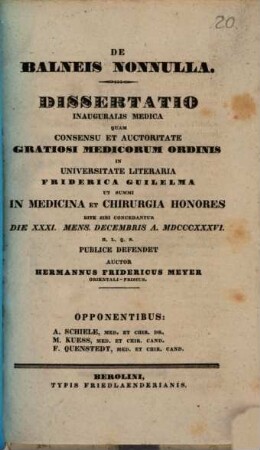 20
DE
BALNEIS NONNULLA.
DISSERTATIO
INAUGURALIS MEDICA
QUAM
CONSENSU ET AUCTORITATE
GRATIOSI MEDICORUM ORDINIS
IN
UNIVERSITATE LITERARIA
FRIDERICA GUILELMA
UT SUMMI
IN MEDICINA ET CHIRURGIA HONORES
RITE SIBI CONCEDANTUR
DIE XXXI. MENS. DECEMBRIS A. MDCCCXXXVI.
H. L. Q. S.
PUBLICE DEFENDET
AUCTOR
HERMANNUS FRIDERICUS MEYER
ORIENTALI-FRISIUS.
OPPONENTIBUS:
A. SCHIELE, MED. ET CHIR. DR.
M. KUESS, MED. ET CHIR. CAND.
F. QUENSTEDT, MED. ET CHIR. CAND.
BEROLINI,
TYPIS FRIEDLAENDERIANIS.